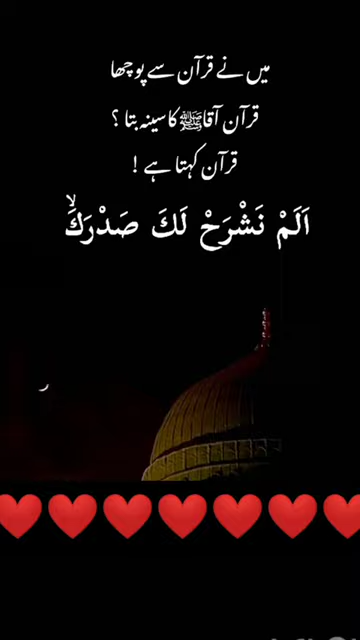 میں نے قرآن سے پوچھا
قرآن آقاﷺ کا سینہ بتا ؟
قرآن کہتا ہے !
اَلَمْ نَشْرَحْ لَكَ صَدْرَكَۙ